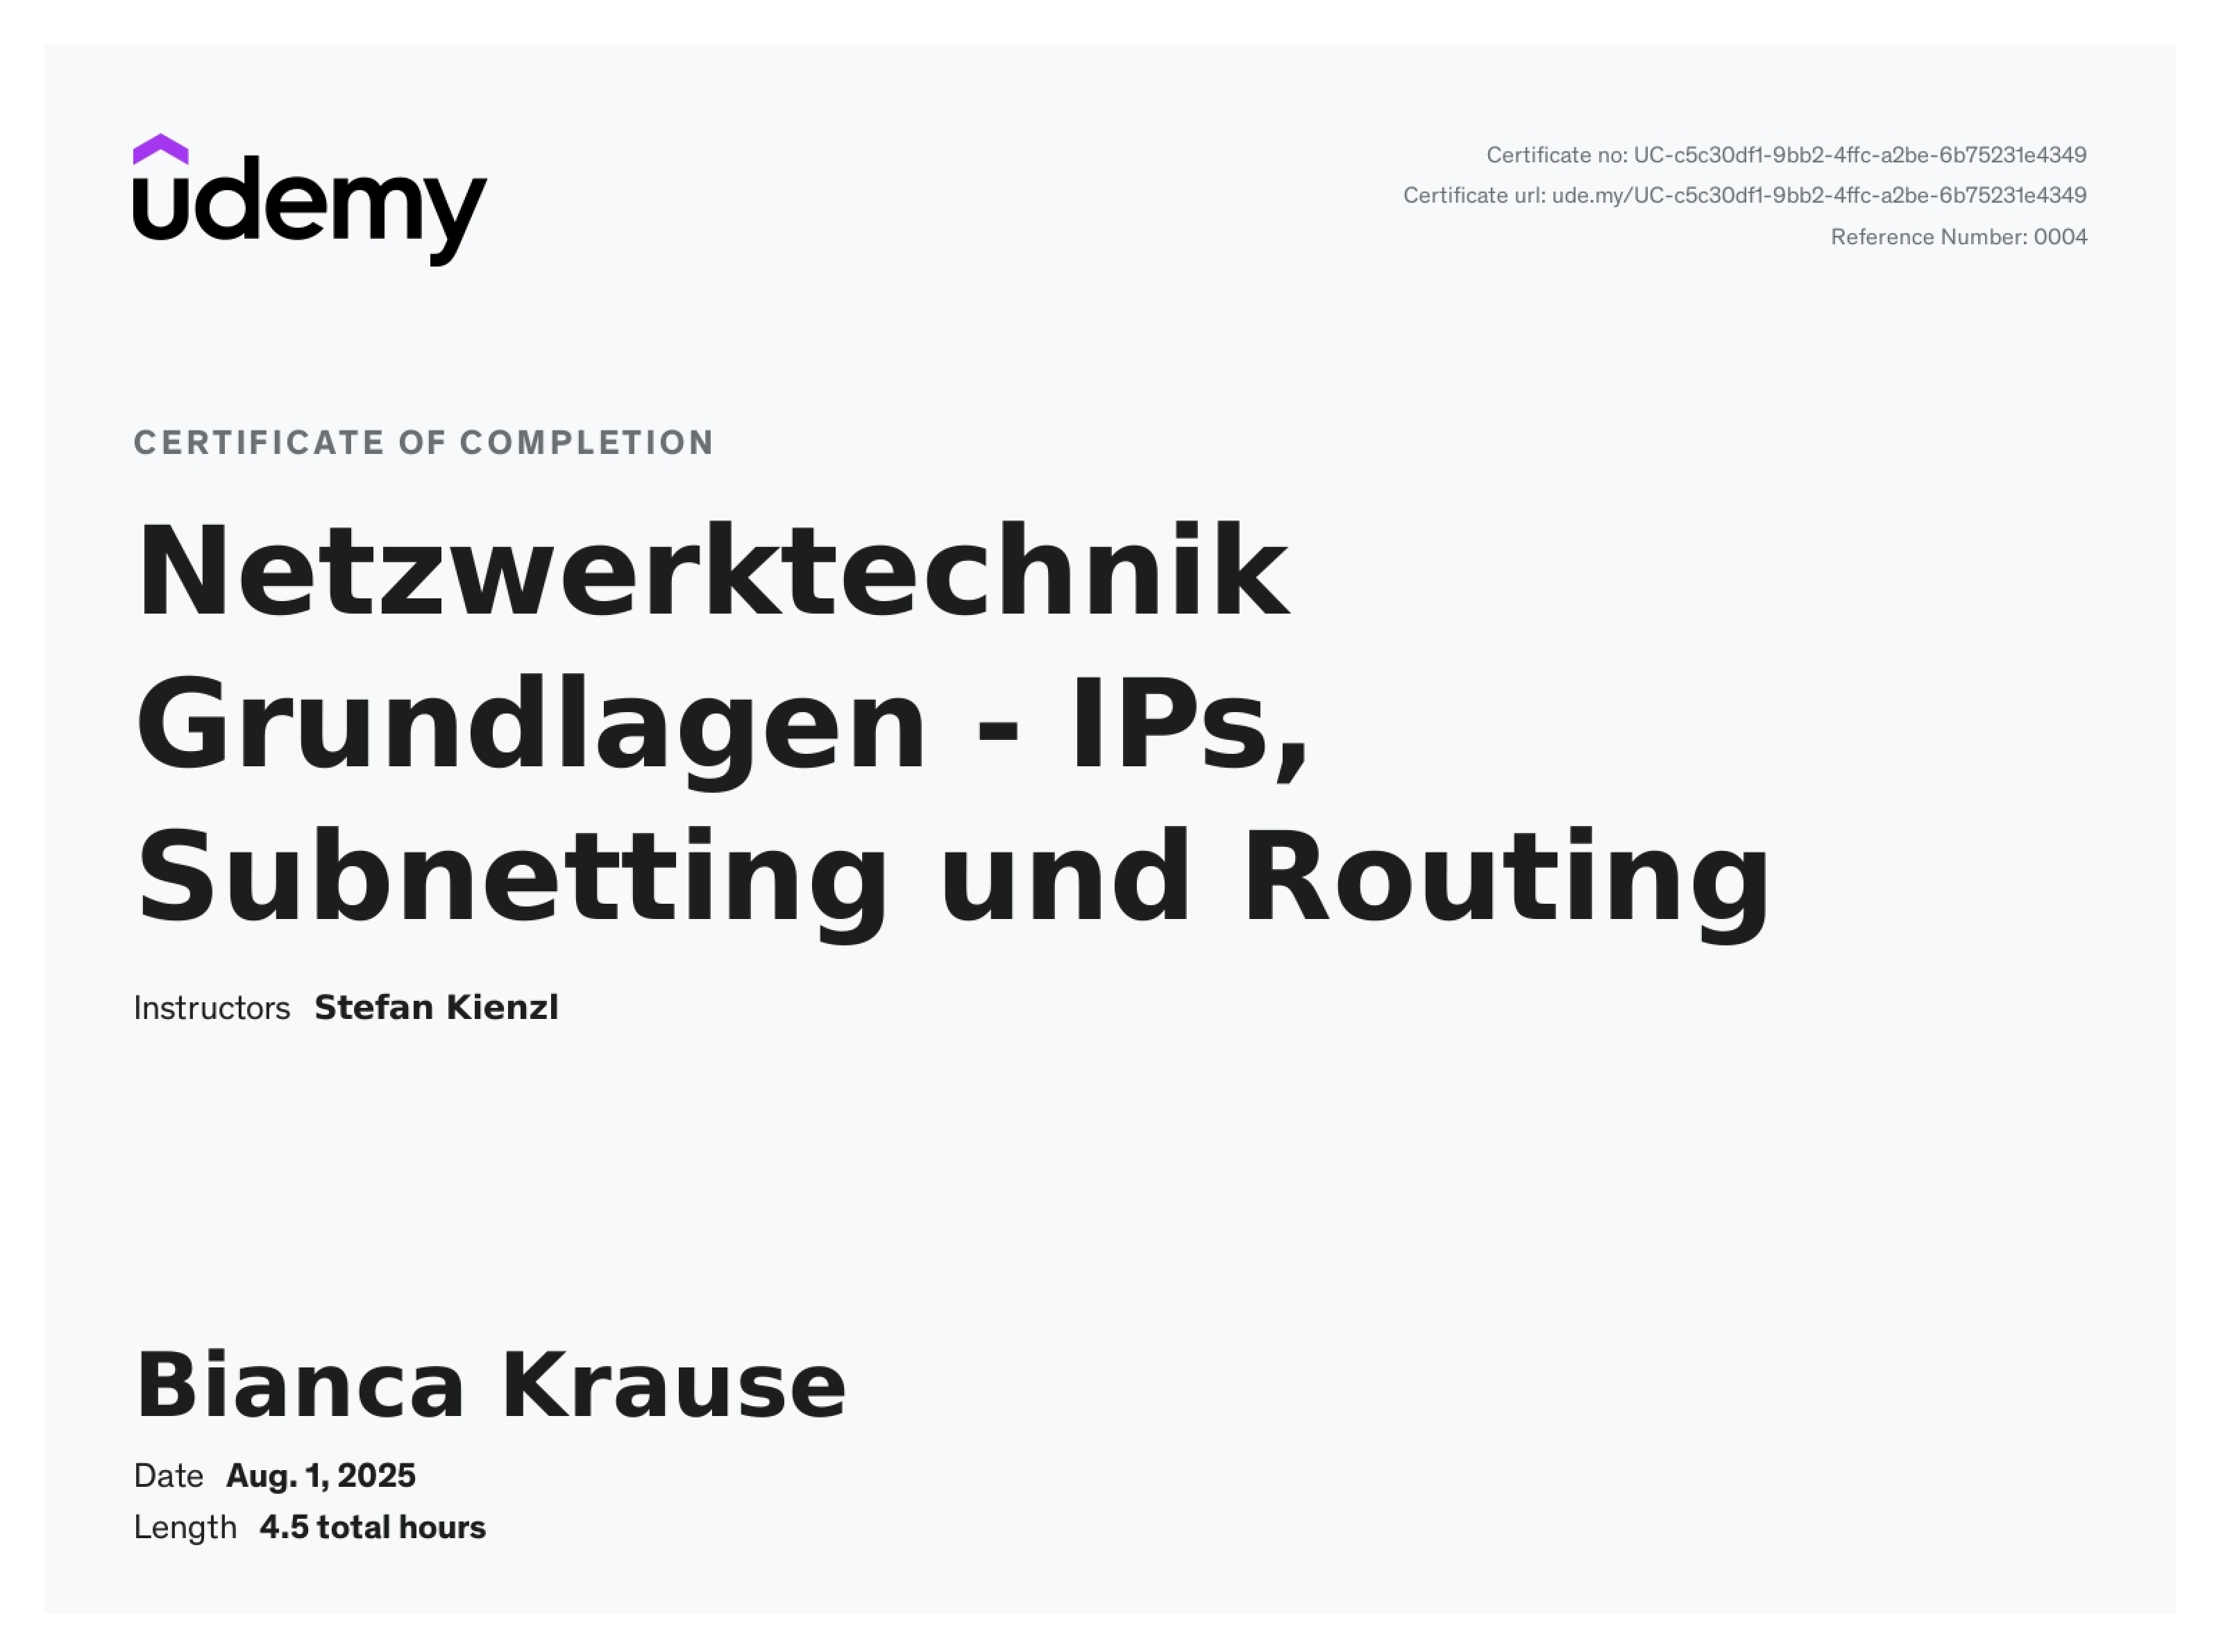 udemy
Certificate no: UC-c5c30df1-9bb2-4ffc-a2be-6b75231e4349
Certificate url: ude.my/UC-c5c30df1-9bb2-4ffc-a2be-6b75231e4349
Reference Number: 0004
CERTIFICATE OF COMPLETION
Netzwerktechnik
Grundlagen - IPs,
Subnetting und Routing
Instructors Stefan Kienzl
Bianca Krause
Date Aug. 1, 2025
Length 4.5 total hours